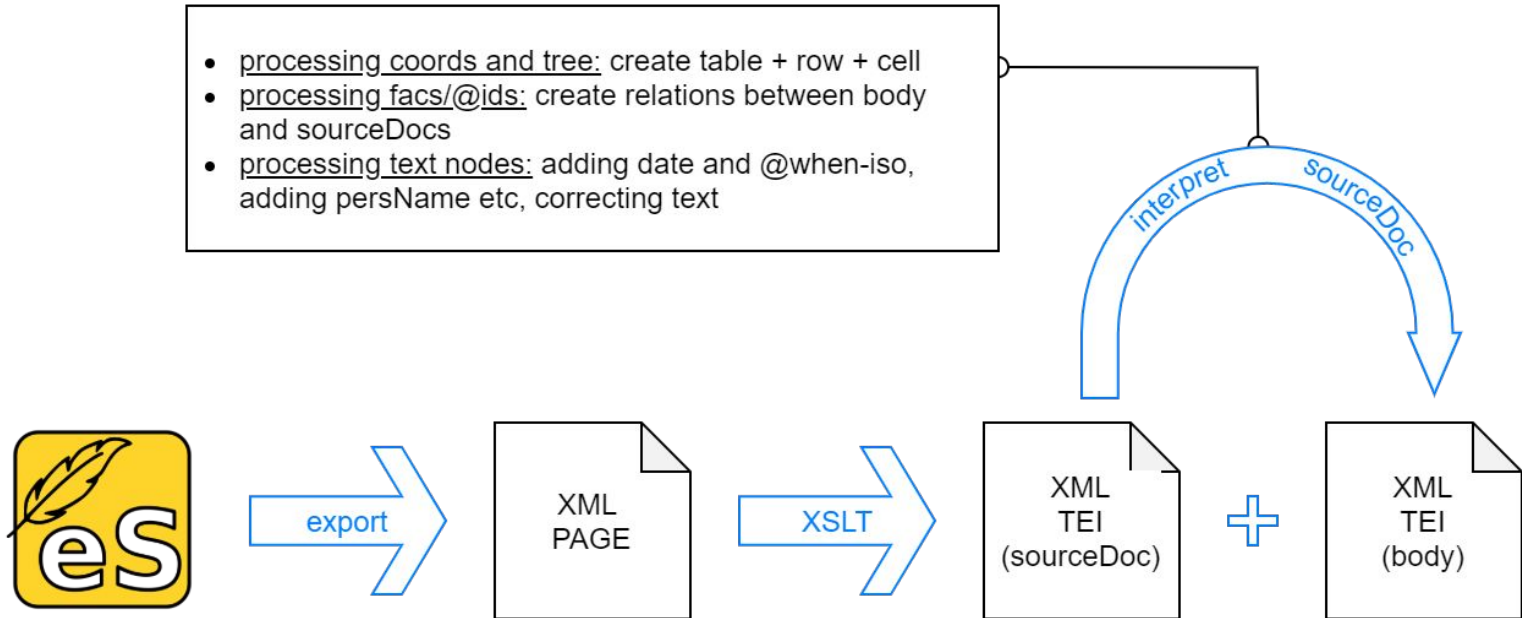 processing coords and tree: create table + row + cell
processing facs/@ids: create relations between body
and sourceDocs
processing text nodes: adding date and @when-iso,
adding persName etc, correcting text
interpret sourceDoc
eS
export
XML
PAGE
XSLT
XML
TEI
(sourceDoc)
XML
TEI
(body)